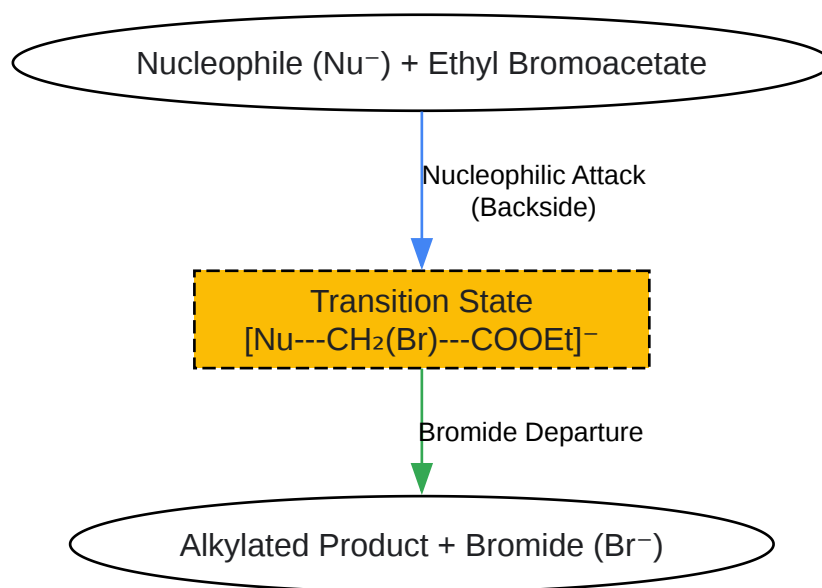 Nucleophile (Nu⁻) + Ethyl Bromoacetate
Nucleophilic Attack
(Backside)
Transition State
[Nu---CH₂(Br)---COOEt]⁻
Bromide Departure
Alkylated Product + Bromide (Br⁻)